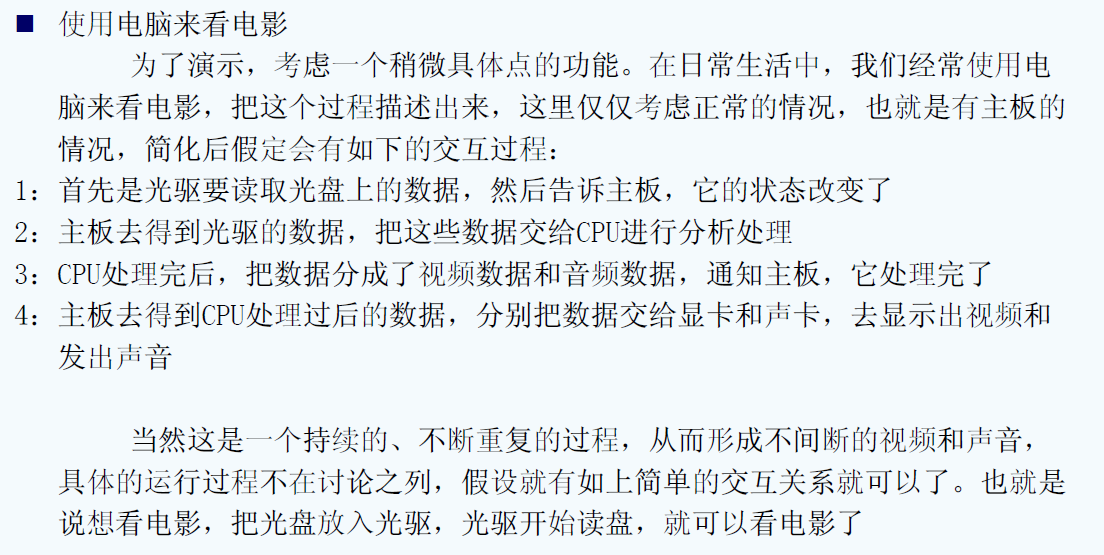 ■ 使用电脑来看电影
为了演示，考虑一个稍微具体点的功能。在日常生活中，我们经常使用电
脑来看电影，把这个过程描述出来，这里仅仅考虑正常的情况，也就是有主板的
情况，简化后假定会有如下的交互过程：
1：首先是光驱要读取光盘上的数据，然后告诉主板，它的状态改变了
2：主板去得到光驱的数据，把这些数据交给CPU进行分析处理
3：CPU处理完后，把数据分成了视频数据和音频数据，通知主板，它处理完了
4：主板去得到CPU处理过后的数据，分别把数据交给显卡和声卡，去显示出视频和
发出声音
当然这是一个持续的、不断重复的过程，从而形成不间断的视频和声音，
具体的运行过程不在讨论之列，假设就有如上简单的交互关系就可以了。也就是
说想看电影，把光盘放入光驱，光驱开始读盘，就可以看电影了